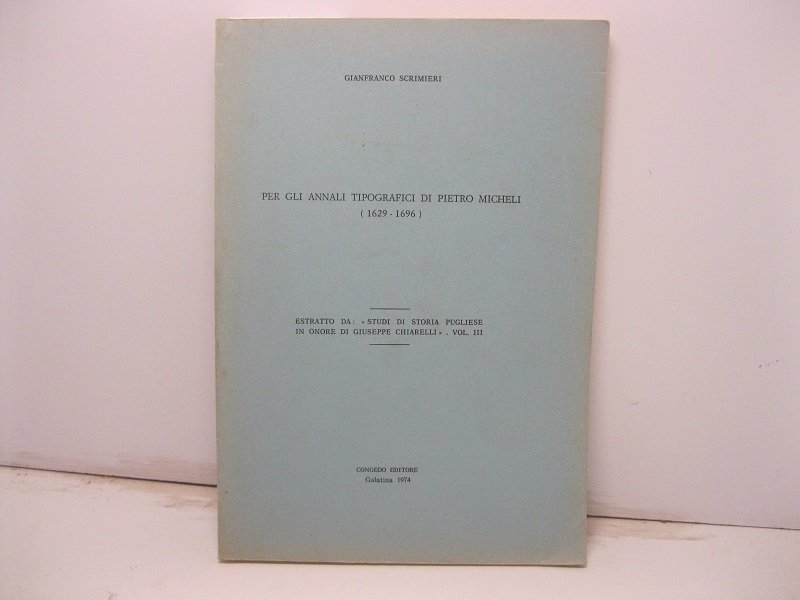 GIANFRANCO SCRIMIERI
PER GLI ANNALI TIPOGRAFICI DI PIETRO MICHELI
( 1629 - 1696 )
ESTRATTO DA: « STUDI DI STORIA PUGLIESE
IN ONORE DI GIUSEPPE CHIARELLI » . VOL. III
CONGEDO EDITORE
Galatina 1974